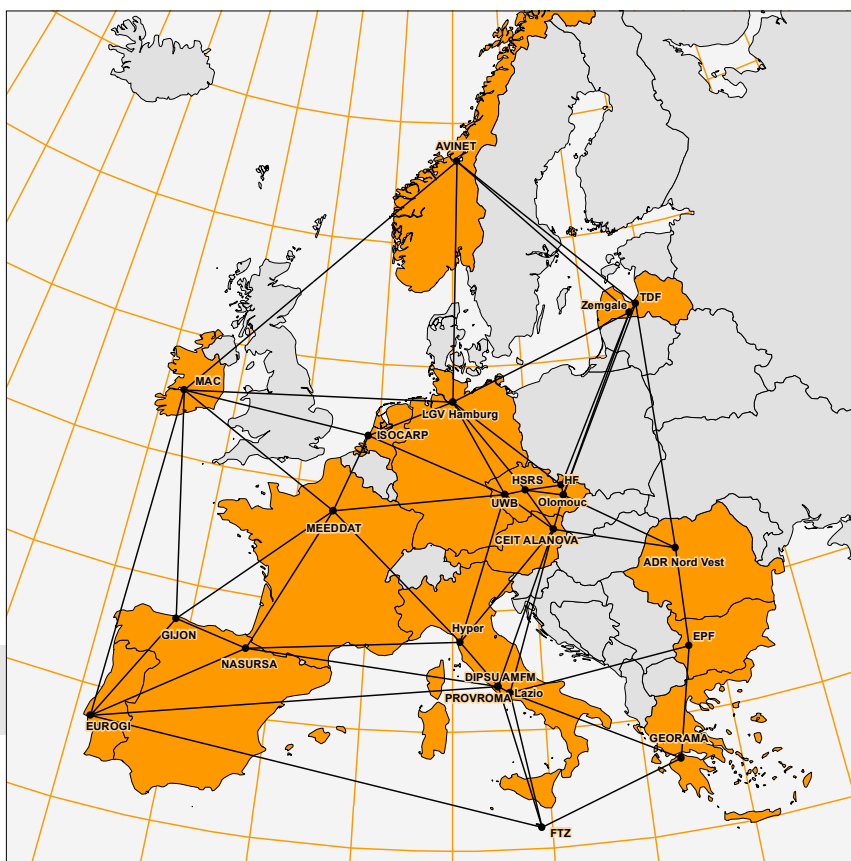 AVINET
TDF
Zemgale
MAC
LGV Hamburg
ISOCARP
HSRS
HF
UWB
Olomouc
MEEDDAT
CEIT ALANOVA
ADR Nord Vest
GIJON
Hyper
EPF
NASURSA
DIPSU AMFM
PROVROMA
Lazio
EUROGI
GEORAMA
FTZ